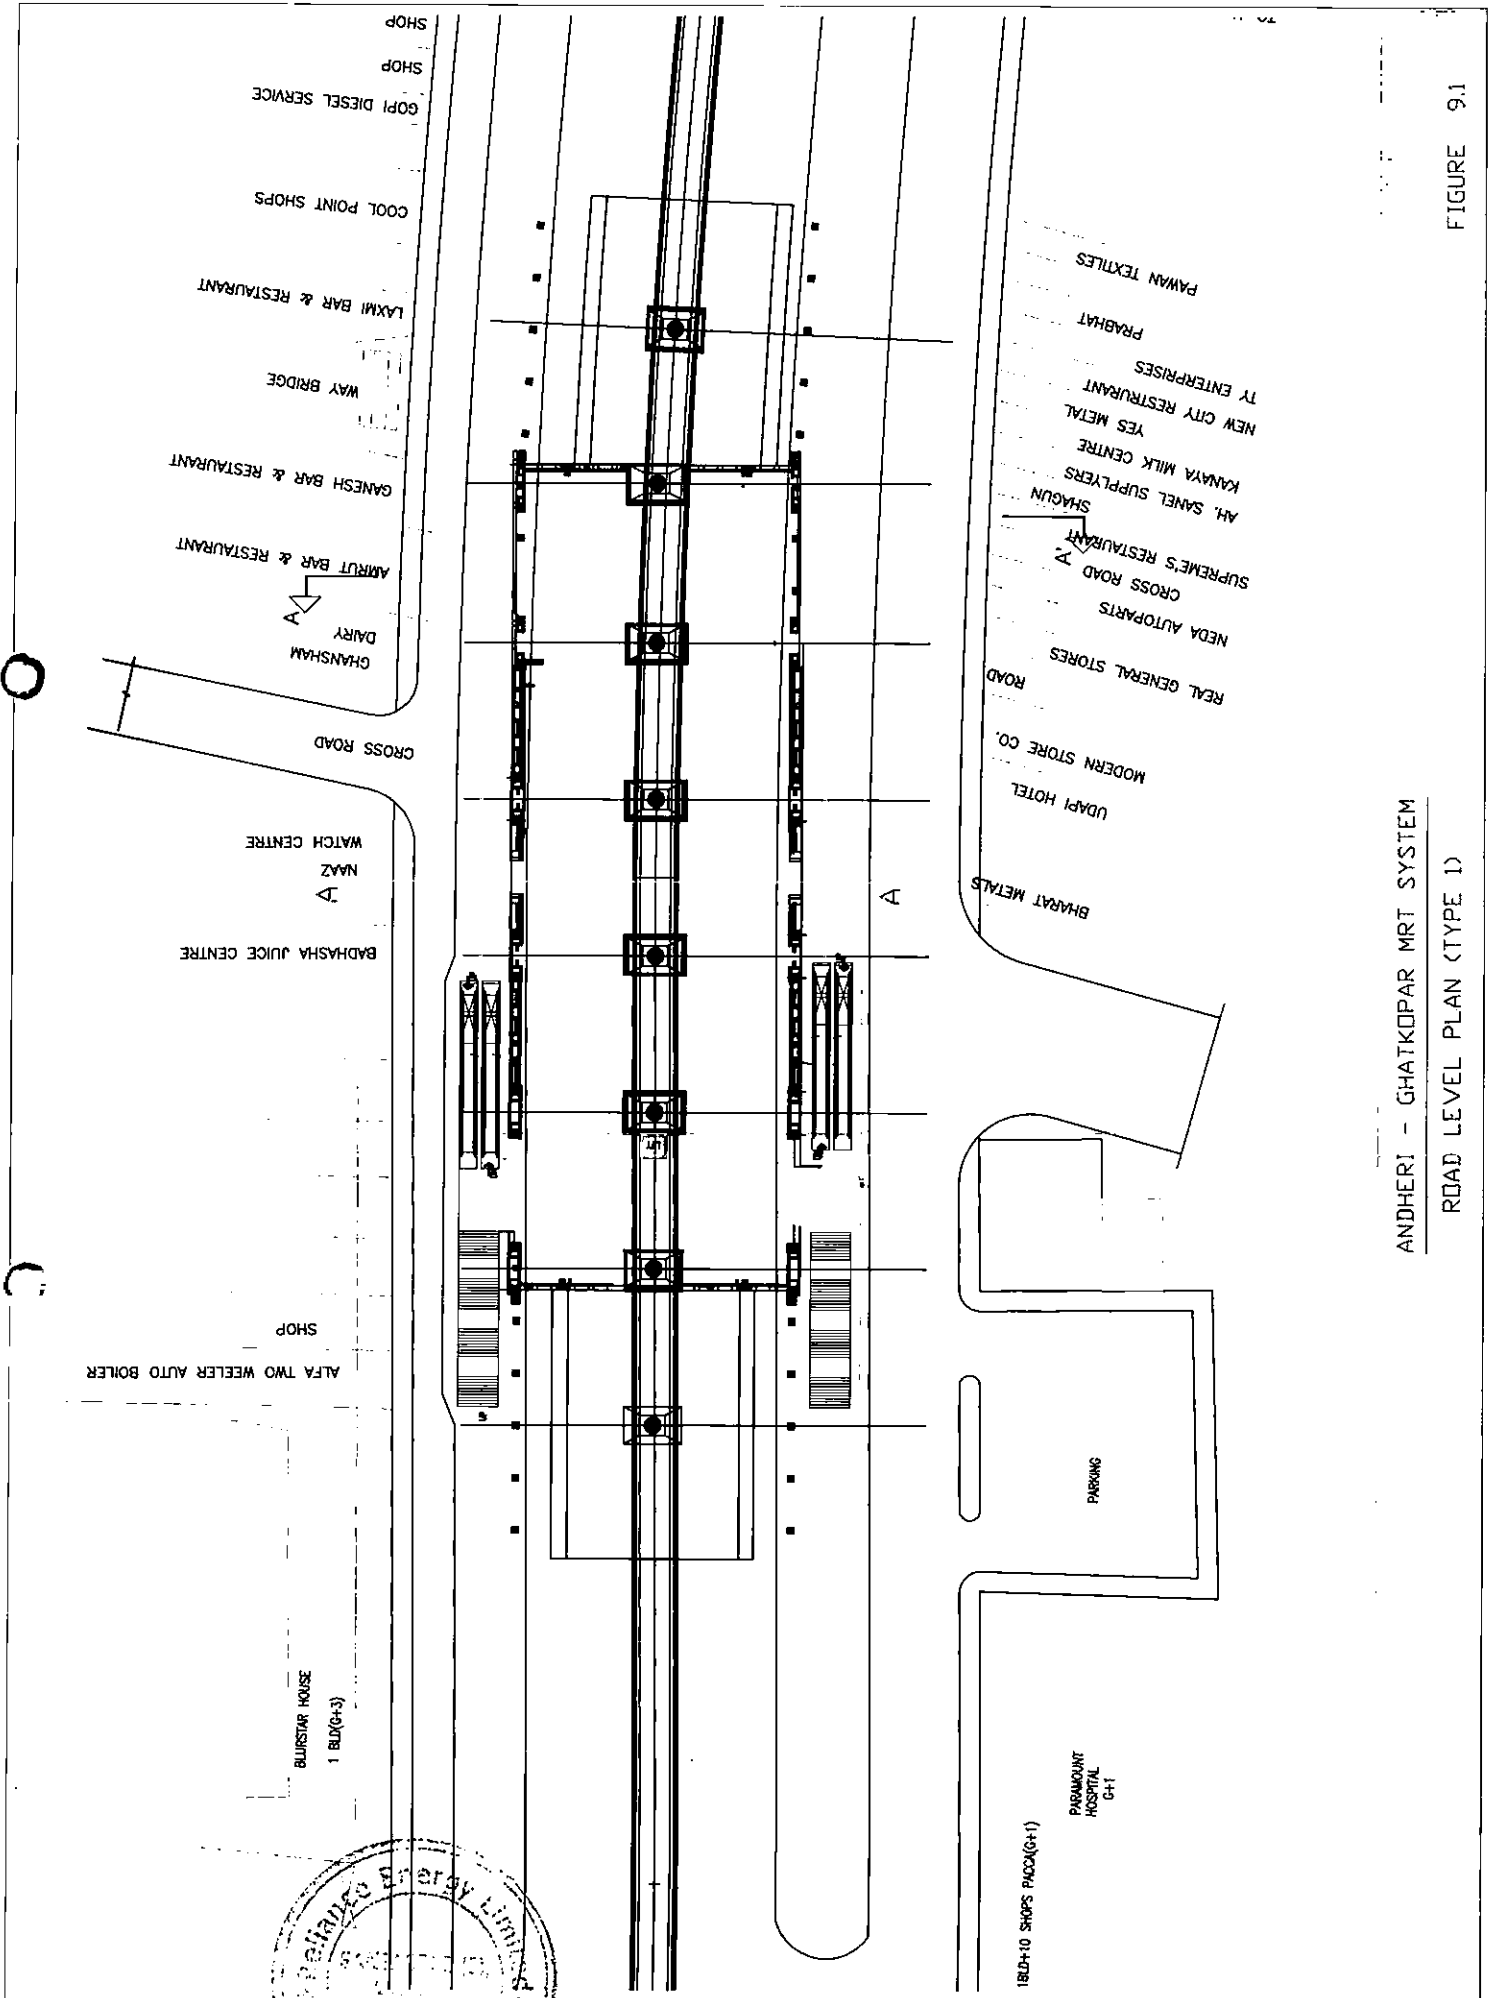 SHOP
SHOP
GOPI DIESEL SERVICE
COOL POINT SHOPS
LAXMI BAR & RESTAURANT
WAY BRIDGE
GANESH BAR & RESTAURANT
AMRUT BAR & RESTAURANT
A
DAIRY
GHANSHAM
CROSS ROAD
WATCH CENTRE
NAAZ
A
BADHASHA JUICE CENTRE
SHOP
ALFA TWO WEELER AUTO BOILER
BLURSTAR HOUSE
1 BLD(G+3)
PAWAN TEXTILES
PRABHAT
TY ENTERPRISES
NEW CITY RESTRURANT
YES METAL
KANAYA MILK CENTRE
AH. SANEL SUPPLYERS
SHAGUN
SUPREME'S RESTAURANT
A'
CROSS ROAD
NEDA AUTOPARTS
REAL GENERAL STORES
ROAD
MODERN STORE CO.
UDAPI HOTEL
BHARAT METALS
A
LIFT
UP
PARKING
PARAMOUNT
HOSPITAL
G+1
1BLD+10 SHOPS PACCA(G+1)
ANDHERI - GHATKOPAR MRT SYSTEM
ROAD LEVEL PLAN (TYPE 1)
FIGURE 9.1
Reliance Energy Limi